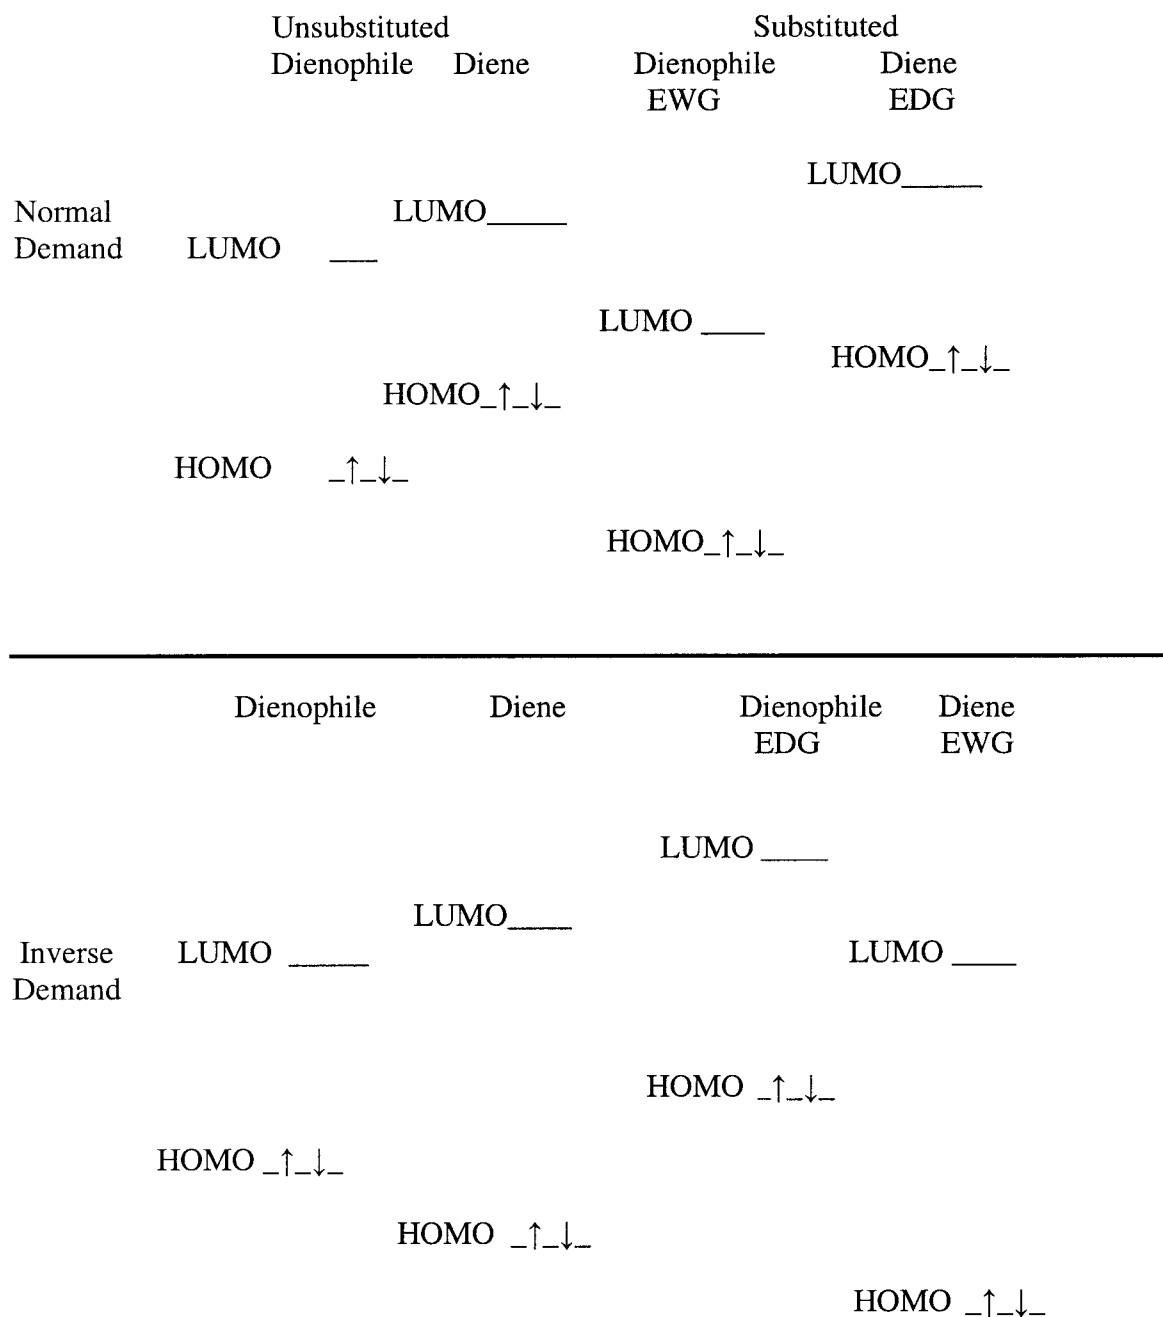 Unsubstituted Substituted
Dienophile Diene Dienophile Diene
EWG EDG
LUMO_____
Normal LUMO_____
Demand LUMO ___
LUMO ____
HOMO_↑_↓_
HOMO_↑_↓_
HOMO _↑_↓_
HOMO_↑_↓_
Dienophile Diene Dienophile Diene
EDG EWG
LUMO ____
LUMO____
Inverse LUMO _____ LUMO ____
Demand
HOMO _↑_↓_
HOMO _↑_↓_
HOMO _↑_↓_
HOMO _↑_↓_